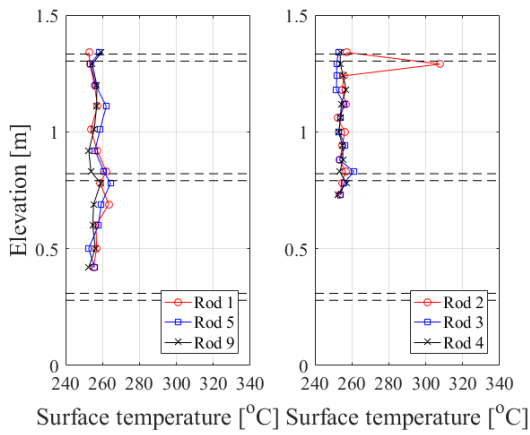 1.5
1
0.5
0
Elevation [m]
240 260 280 300 320 340
Surface temperature [°C]
Rod 1
Rod 5
Rod 9
1.5
1
0.5
0
240 260 280 300 320 340
Surface temperature [°C]
Rod 2
Rod 3
Rod 4